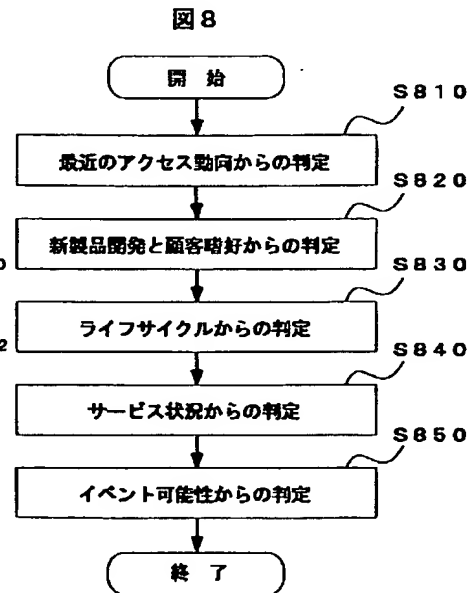 図8
開 始
S810
最近のアクセス動向からの判定
S820
新製品開発と顧客嗜好からの判定
S830
ライフサイクルからの判定
S840
サービス状況からの判定
S850
イベント可能性からの判定
終 了